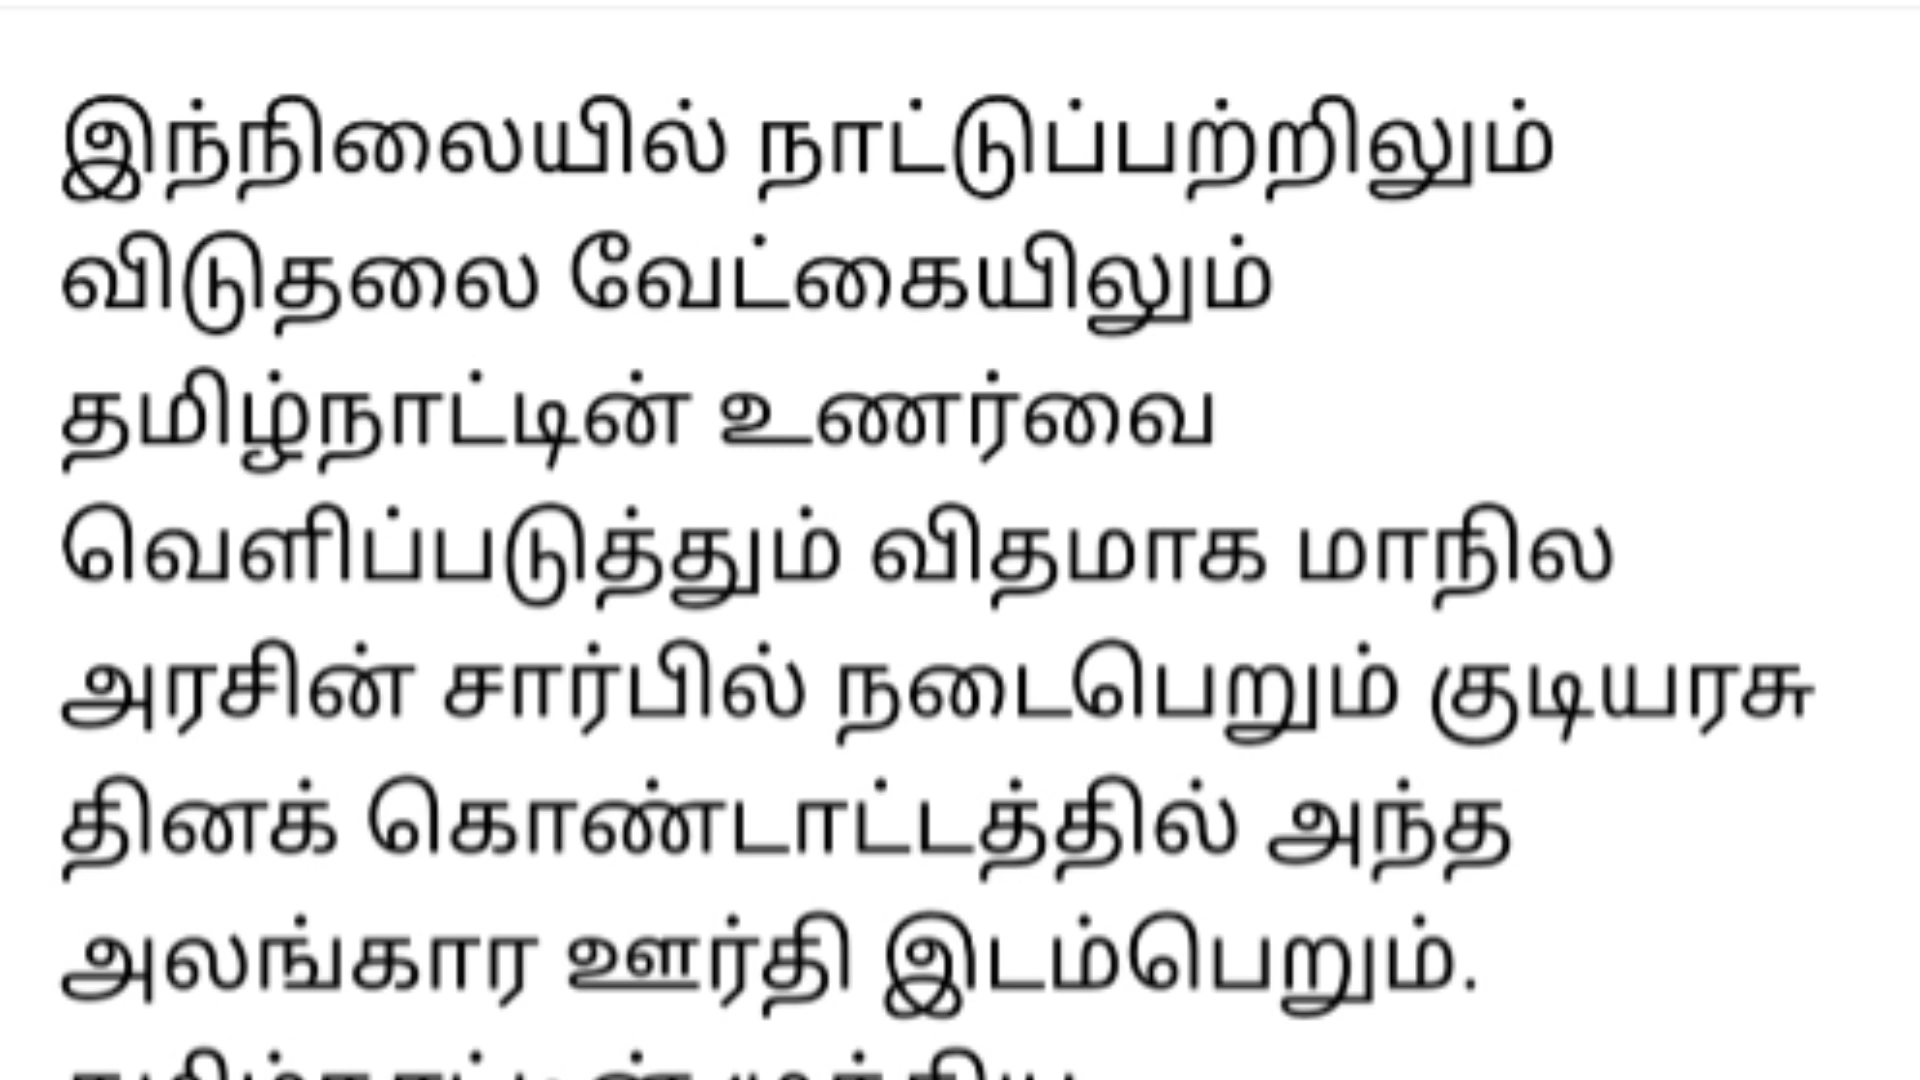 இந்நிலையில் நாட்டுப்பற்றிலும்
விடுதலை வேட்கையிலும்
தமிழ்நாட்டின் உணர்வை
வெளிப்படுத்தும் விதமாக மாநில
அரசின் சார்பில் நடைபெறும் குடியரசு
தினக் கொண்டாட்டத்தில் அந்த
அலங்கார ஊர்தி இடம்பெறும்.